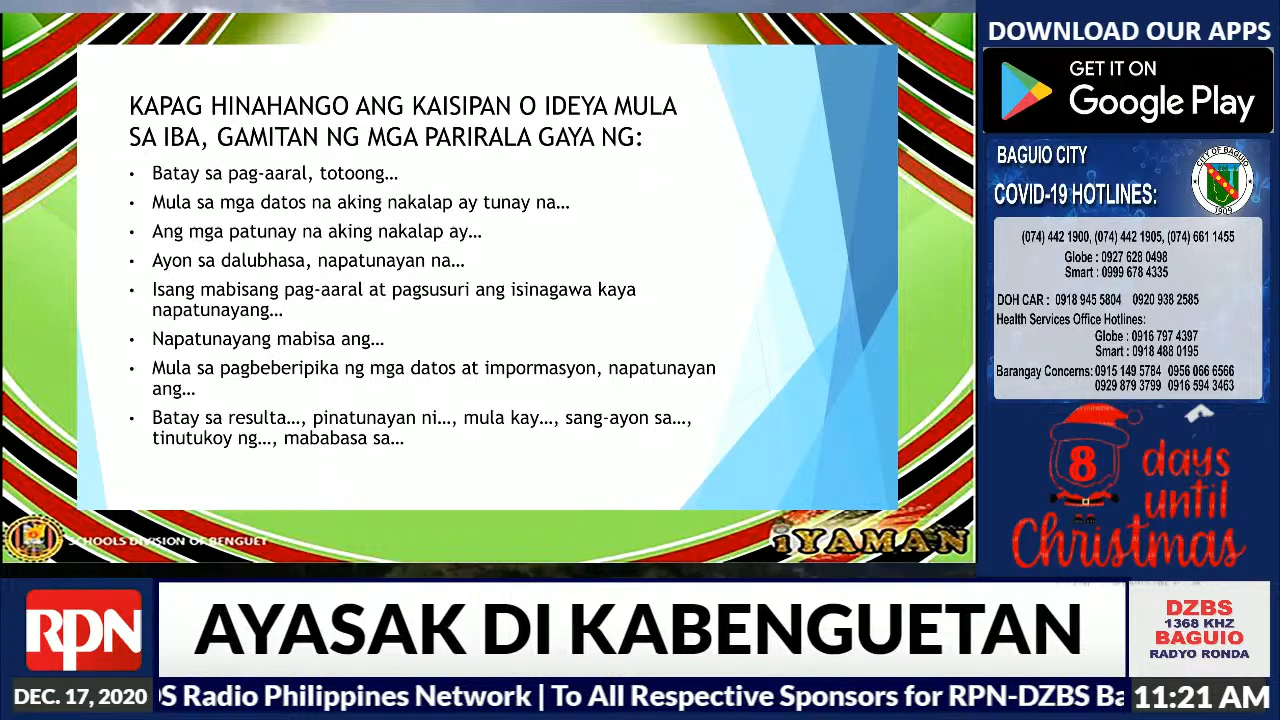 KAPAG HINAHANGO ANG KAISIPAN O IDEYA MULA
SA IBA, GAMITAN NG MGA PARIRALA GAYA NG:
• Batay sa pag-aaral, totoong…
• Mula sa mga datos na aking nakalap ay tunay na…
• Ang mga patunay na aking nakalap ay…
• Ayon sa dalubhasa, napatunayan na…
• Isang mabisang pag-aaral at pagsusuri ang isinagawa kaya
napatunayang…
• Napatunayang mabisa ang…
• Mula sa pagbeberipika ng mga datos at impormasyon, napatunayan
ang…
• Batay sa resulta…, pinatunayan ni…, mula kay…, sang-ayon sa…,
tinutukoy ng…, mababasa sa…
SCHOOLS DIVISION OF BENGUET
iYAMAN
DOWNLOAD OUR APPS
GET IT ON
Google Play
BAGUIO CITY
COVID-19 HOTLINES:
CITY OF BAGUIO
1909
(074) 442 1900, (074) 442 1905, (074) 661 1455
Globe : 0927 628 0498
Smart : 0999 678 4335
DOH CAR : 0918 945 5804 0920 938 2585
Health Services Office Hotlines:
Globe : 0916 797 4397
Smart : 0918 488 0195
Barangay Concerns: 0915 149 5784 0956 066 6566
0929 879 3799 0916 594 3463
8 days
until
Christmas
RPN
AYASAK DI KABENGUETAN
DZBS
1368 KHZ
BAGUIO
RADYO RONDA
DEC. 17, 2020
S Radio Philippines Network | To All Respective Sponsors for RPN-DZBS Ba
11:21 AM